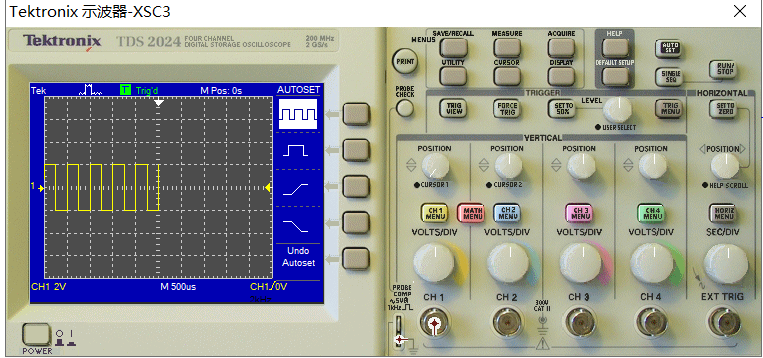 Tektronix 示波器-XSC3
Tektronix TDS 2024 FOUR CHANNEL DIGITAL STORAGE OSCILLOSCOPE 200 MHz 2 GS/s
Tek T Trig'd M Pos: 0s AUTOSET
1
Undo
Autoset
CH1 2V M 500us CH1/0V
POWER
MENUS
SAVE/RECALL MEASURE ACQUIRE
UTILITY CURSOR DISPLAY
PRINT
HELP
DEFAULT SETUP
AUTO SET
SINGLE SEQ
RUN/STOP
PROBE CHECK
TRIGGER
TRIG VIEW
FORCE TRIG
SET TO 50%
LEVEL
USER SELECT
TRIG MENU
HORIZONTAL
SET TO ZERO
VERTICAL
POSITION POSITION POSITION POSITION POSITION
CURSOR 1 CURSOR 2 HELP SCROLL
CH 1 MENU MATH MENU CH 2 MENU CH 3 MENU CH 4 MENU HORIZ MENU
VOLTS/DIV VOLTS/DIV VOLTS/DIV VOLTS/DIV SEC/DIV
PROBE COMP
~5V
1kHz
CH 1 CH 2 CH 3 CH 4 EXT TRIG
300V
CAT II